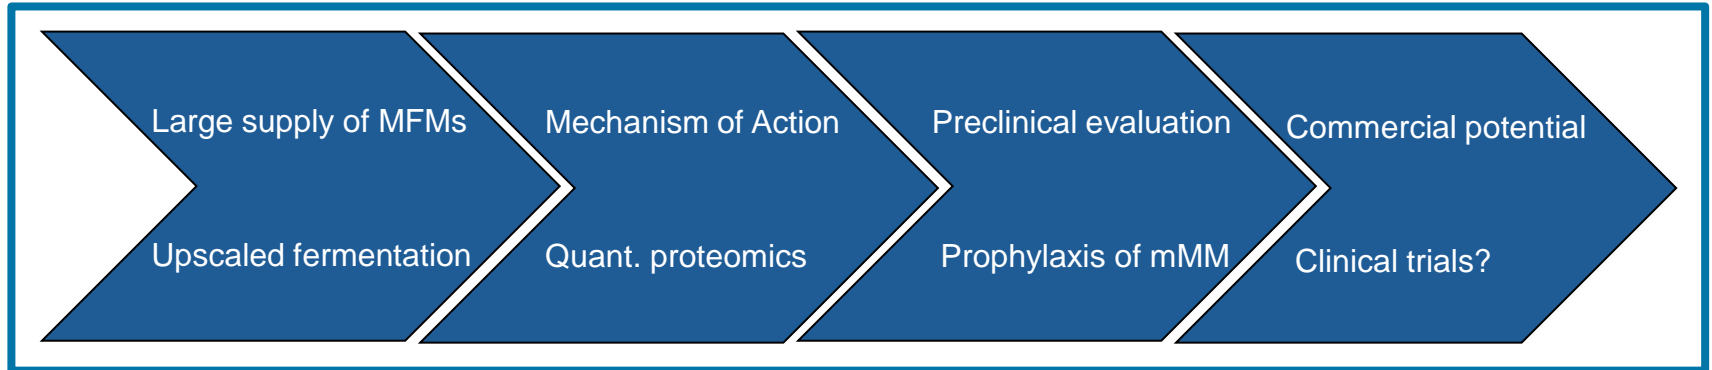 Large supply of MFMs
Upscaled fermentation
Mechanism of Action
Quant. proteomics
Preclinical evaluation
Prophylaxis of mMM
Commercial potential
Clinical trials?